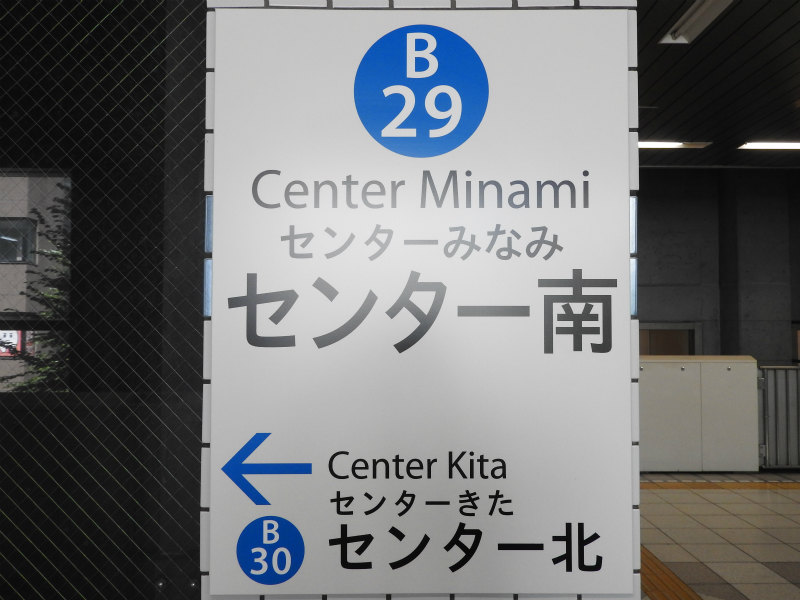 B
29
Center Minami
センターみなみ
センター南
Center Kita
センターきた
B
30
センター北